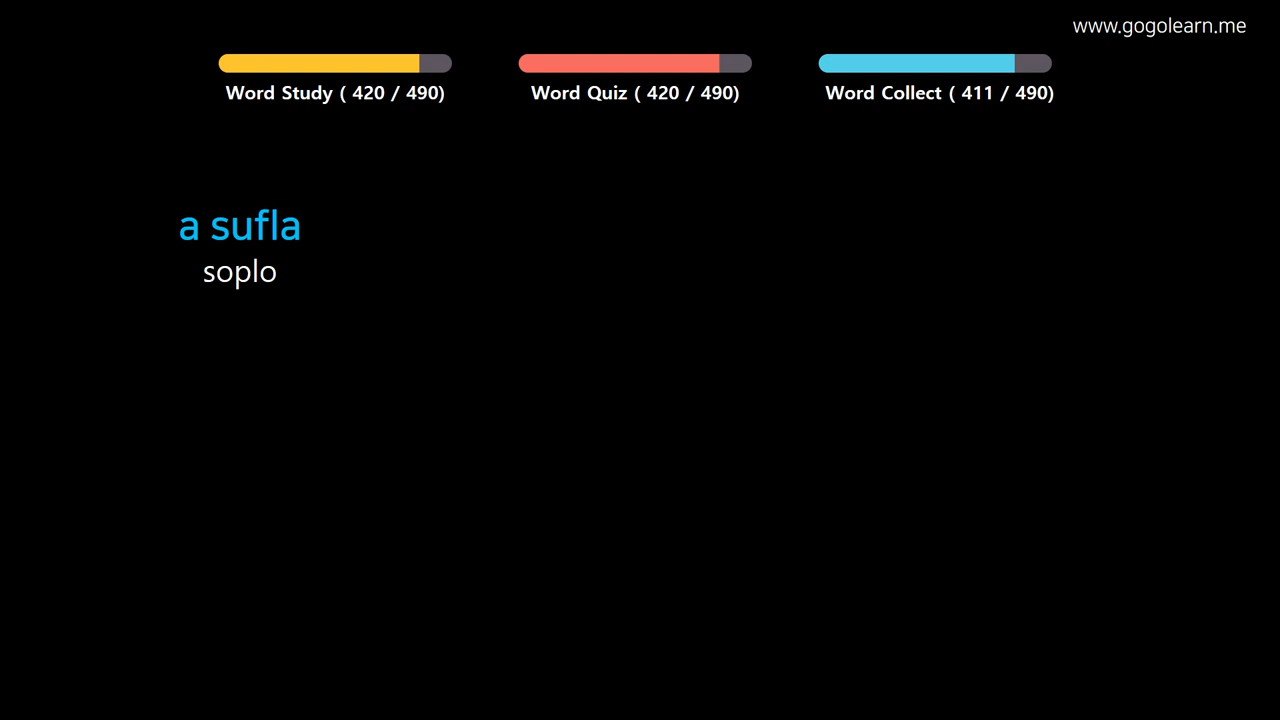 www.gogolearn.me
Word Study ( 420 / 490)
Word Quiz ( 420 / 490)
Word Collect ( 411 / 490)
a sufla
soplo